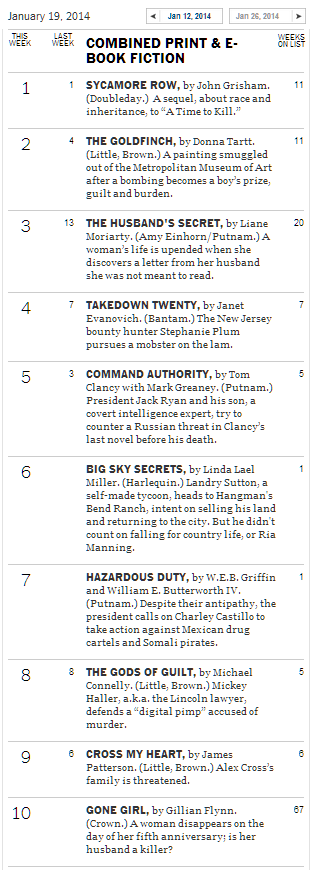 January 19, 2014
◀ Jan 12, 2014
Jan 26, 2014 ▶
THIS WEEK
LAST WEEK
COMBINED PRINT & E-
BOOK FICTION
WEEKS ON LIST
1 1 SYCAMORE ROW, by John Grisham. 11
(Doubleday.) A sequel, about race and
inheritance, to “A Time to Kill.”
2 4 THE GOLDFINCH, by Donna Tartt. 11
(Little, Brown.) A painting smuggled
out of the Metropolitan Museum of Art
after a bombing becomes a boy’s prize,
guilt and burden.
3 13 THE HUSBAND’S SECRET, by Liane 20
Moriarty. (Amy Einhorn/Putnam.) A
woman’s life is upended when she
discovers a letter from her husband
she was not meant to read.
4 7 TAKEDOWN TWENTY, by Janet 7
Evanovich. (Bantam.) The New Jersey
bounty hunter Stephanie Plum
pursues a mobster on the lam.
5 3 COMMAND AUTHORITY, by Tom 5
Clancy with Mark Greaney. (Putnam.)
President Jack Ryan and his son, a
covert intelligence expert, try to
counter a Russian threat in Clancy’s
last novel before his death.
6 BIG SKY SECRETS, by Linda Lael 1
Miller. (Harlequin.) Landry Sutton, a
self-made tycoon, heads to Hangman’s
Bend Ranch, intent on selling his land
and returning to the city. But he didn’t
count on falling for country life, or Ria
Manning.
7 HAZARDOUS DUTY, by W.E.B. Griffin 1
and William E. Butterworth IV.
(Putnam.) Despite their antipathy, the
president calls on Charley Castillo to
take action against Mexican drug
cartels and Somali pirates.
8 8 THE GODS OF GUILT, by Michael 5
Connelly. (Little, Brown.) Mickey
Haller, a.k.a. the Lincoln lawyer,
defends a “digital pimp” accused of
murder.
9 6 CROSS MY HEART, by James 6
Patterson. (Little, Brown.) Alex Cross’s
family is threatened.
10 GONE GIRL, by Gillian Flynn. 67
(Crown.) A woman disappears on the
day of her fifth anniversary; is her
husband a killer?